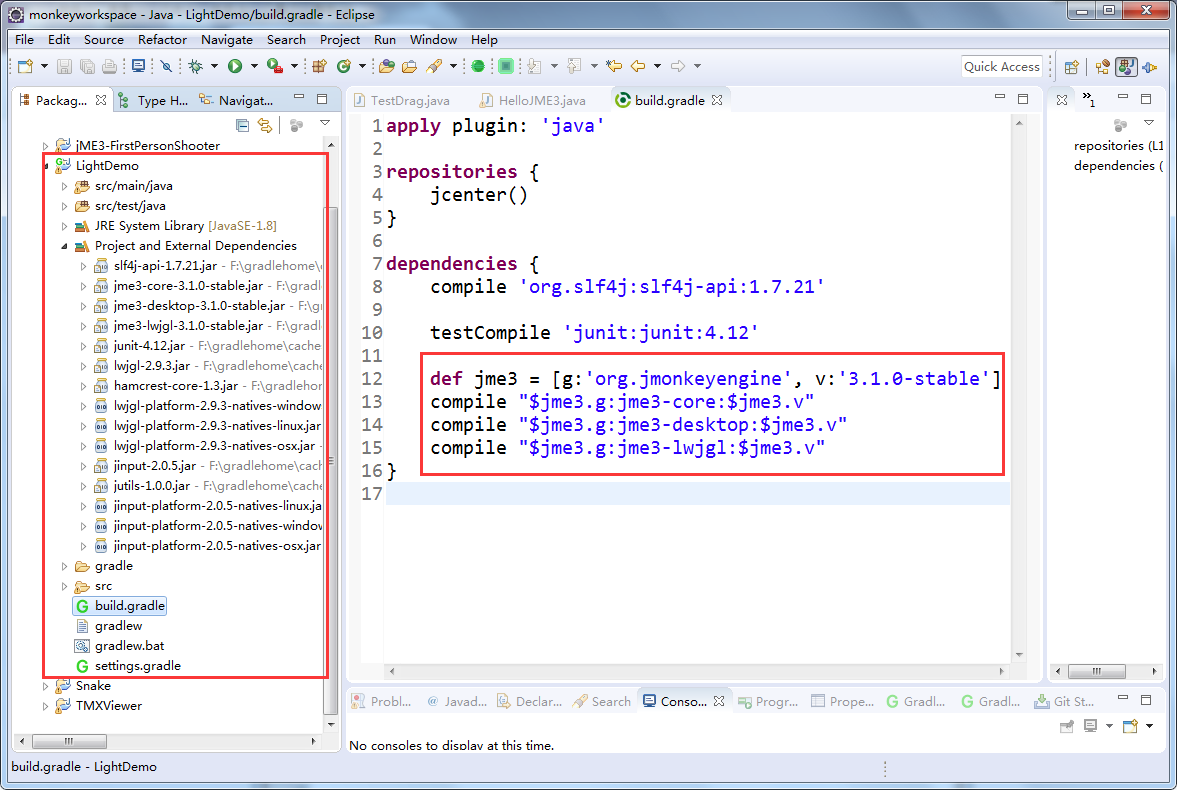 monkeyworkspace - Java - LightDemo/build.gradle - Eclipse
File Edit Source Refactor Navigate Search Project Run Window Help
Quick Access
Packag... Type H... Navigat...
jME3-FirstPersonShooter
LightDemo
src/main/java
src/test/java
JRE System Library [JavaSE-1.8]
Project and External Dependencies
slf4j-api-1.7.21.jar - F:\gradlehome\
jme3-core-3.1.0-stable.jar - F:\gradl
jme3-desktop-3.1.0-stable.jar - F:\g
jme3-lwjgl-3.1.0-stable.jar - F:\gradl
junit-4.12.jar - F:\gradlehome\cache
lwjgl-2.9.3.jar - F:\gradlehome\cache
hamcrest-core-1.3.jar - F:\gradlehom
lwjgl-platform-2.9.3-natives-window
lwjgl-platform-2.9.3-natives-linux.jar
lwjgl-platform-2.9.3-natives-osx.jar
jinput-2.0.5.jar - F:\gradlehome\cach
jutils-1.0.0.jar - F:\gradlehome\cache
jinput-platform-2.0.5-natives-linux.ja
jinput-platform-2.0.5-natives-window
jinput-platform-2.0.5-natives-osx.jar
gradle
src
build.gradle
gradlew
gradlew.bat
settings.gradle
Snake
TMXViewer
TestDrag.java HelloJME3.java build.gradle
1 apply plugin: 'java'
2
3 repositories {
4 jcenter()
5 }
6
7 dependencies {
8 compile 'org.slf4j:slf4j-api:1.7.21'
9
10 testCompile 'junit:junit:4.12'
11
12 def jme3 = [g:'org.jmonkeyengine', v:'3.1.0-stable']
13 compile "$jme3.g:jme3-core:$jme3.v"
14 compile "$jme3.g:jme3-desktop:$jme3.v"
15 compile "$jme3.g:jme3-lwjgl:$jme3.v"
16 }
17
»1
repositories (L1
dependencies (
Probl... Javad... Declar... Search Conso... Progr... Prope... Gradl... Gradl... Git St...
No consoles to display at this time.
build.gradle - LightDemo